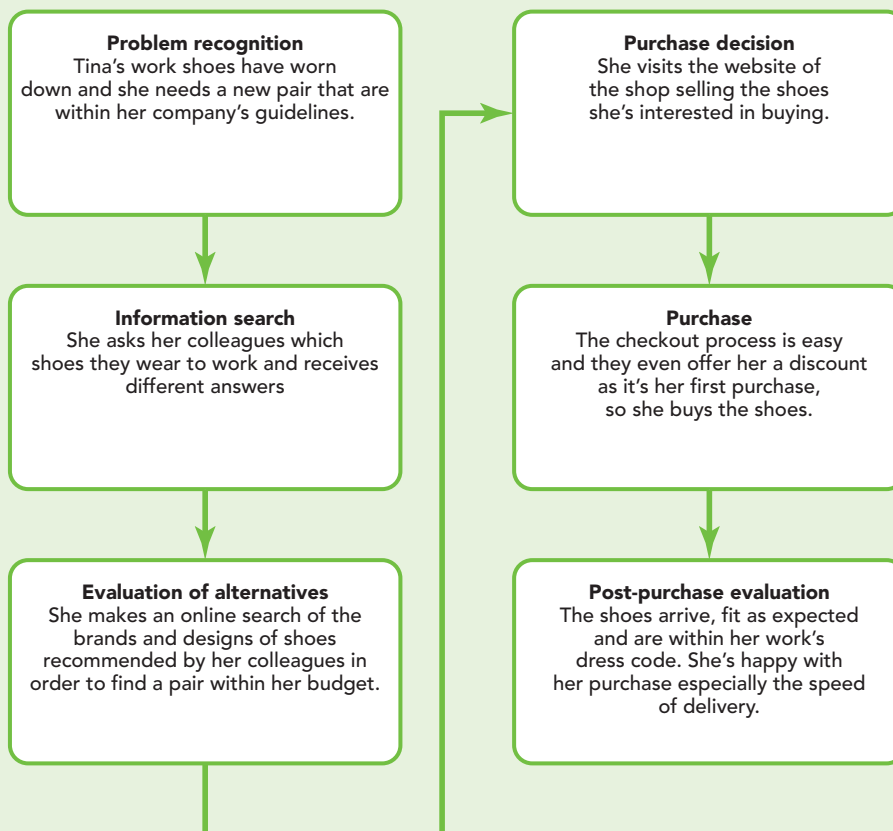 Problem recognition
Tina’s work shoes have worn
down and she needs a new pair that are
within her company’s guidelines.
Information search
She asks her colleagues which
shoes they wear to work and receives
different answers
Evaluation of alternatives
She makes an online search of the
brands and designs of shoes
recommended by her colleagues in
order to find a pair within her budget.
Purchase decision
She visits the website of
the shop selling the shoes
she’s interested in buying.
Purchase
The checkout process is easy
and they even offer her a discount
as it’s her first purchase,
so she buys the shoes.
Post-purchase evaluation
The shoes arrive, fit as expected
and are within her work’s
dress code. She’s happy with
her purchase especially the speed
of delivery.